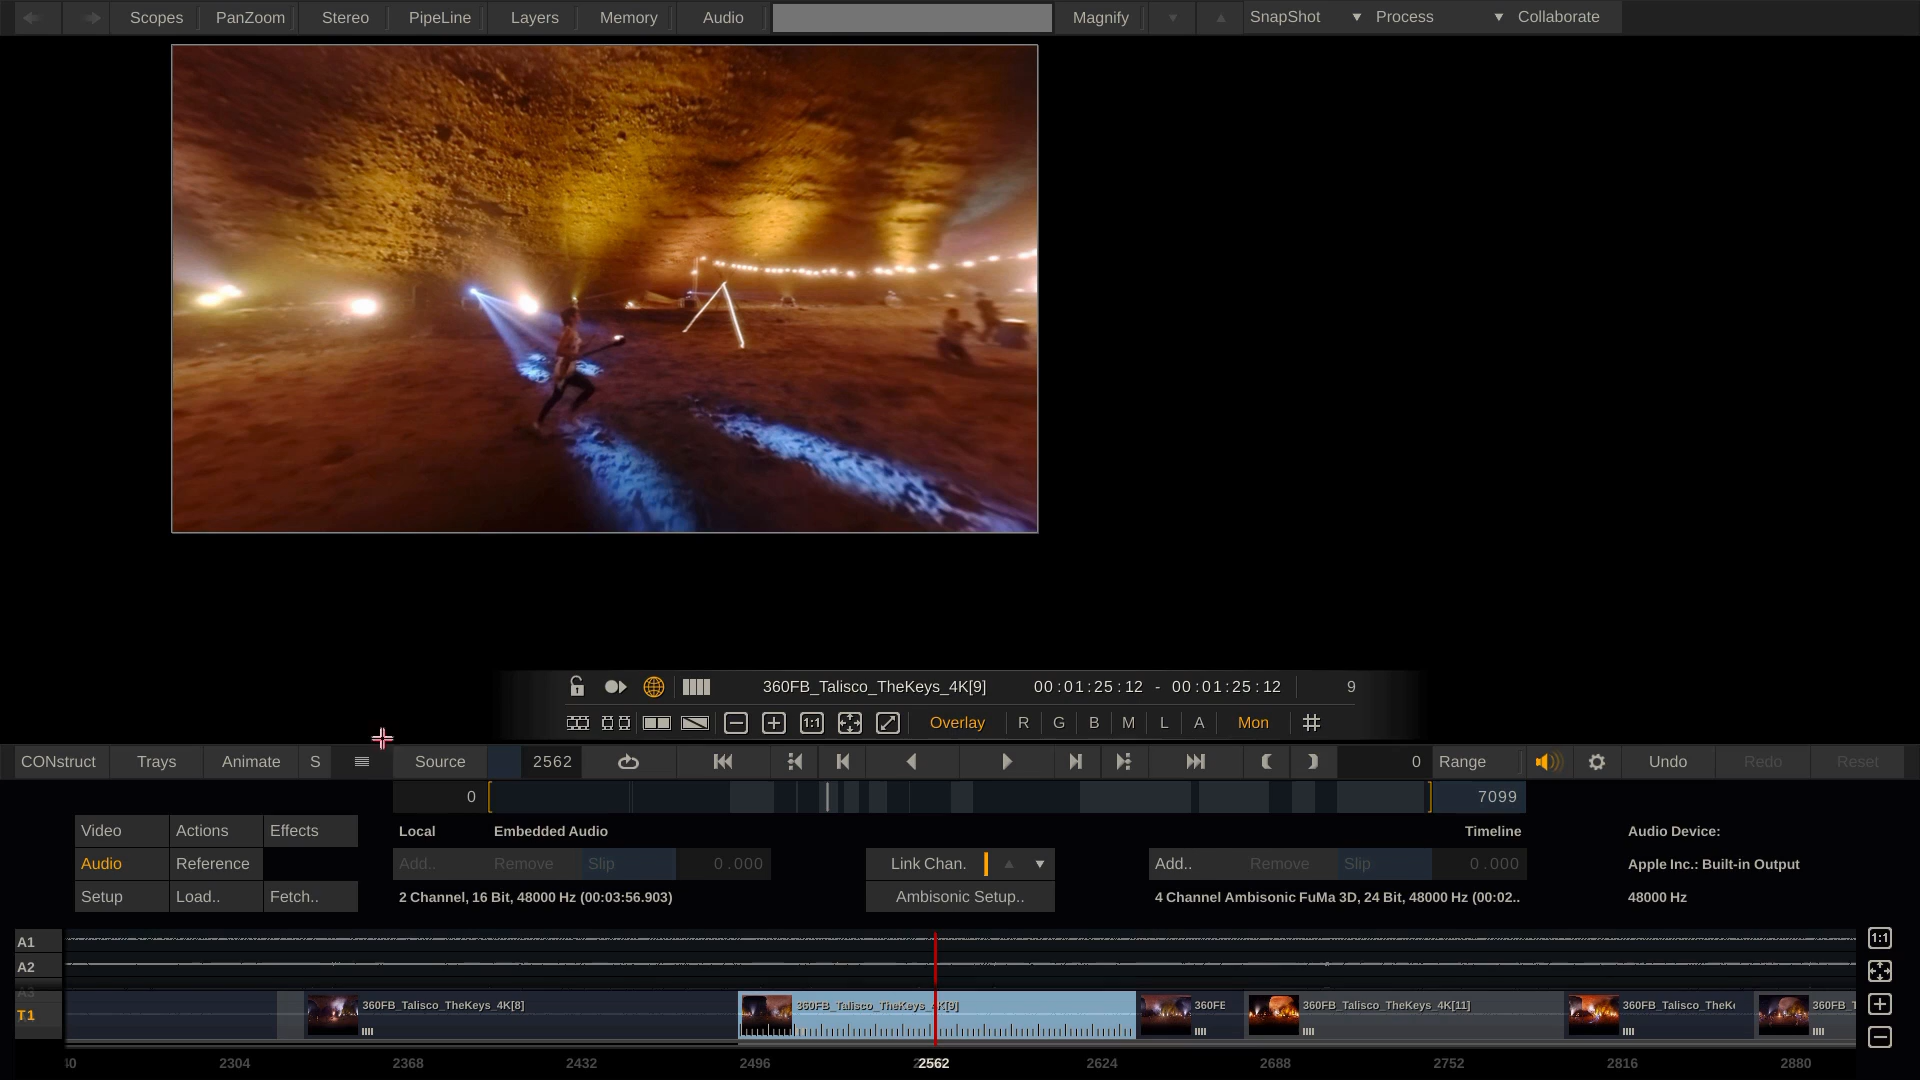 Scopes PanZoom Stereo PipeLine Layers Memory Audio Magnify SnapShot Process Collaborate
360FB_Talisco_TheKeys_4K[9] 00:01:25:12 - 00:01:25:12 9
1:1 Overlay R G B M L A Mon
CONstruct Trays Animate S Source 2562 0 Range Undo Redo Reset
0 7099
Video Actions Effects Local Embedded Audio Timeline Audio Device:
Audio Reference Add.. Remove Slip 0.000 Link Chan. Add.. Remove Slip 0.000 Apple Inc.: Built-in Output
Setup Load.. Fetch.. 2 Channel, 16 Bit, 48000 Hz (00:03:56.903) Ambisonic Setup.. 4 Channel Ambisonic FuMa 3D, 24 Bit, 48000 Hz (00:02.. 48000 Hz
A1 1:1
A2
A3
T1 360FB_Talisco_TheKeys_4K[8] 360FB_Talisco_TheKeys_4K[9] 360FE 360FB_Talisco_TheKeys_4K[11] 360FB_Talisco_TheK 360FB_T
2304 2368 2432 2496 2562 2624 2688 2752 2816 2880